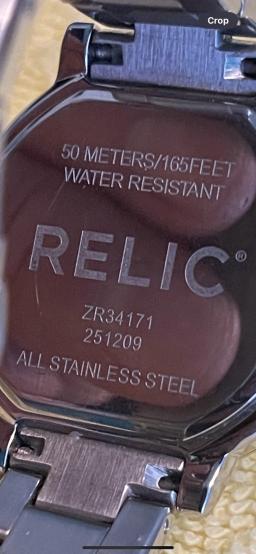 Crop
50 METERS/165FEET
WATER RESISTANT
RELIC®
ZR34171
251209
ALL STAINLESS STEEL